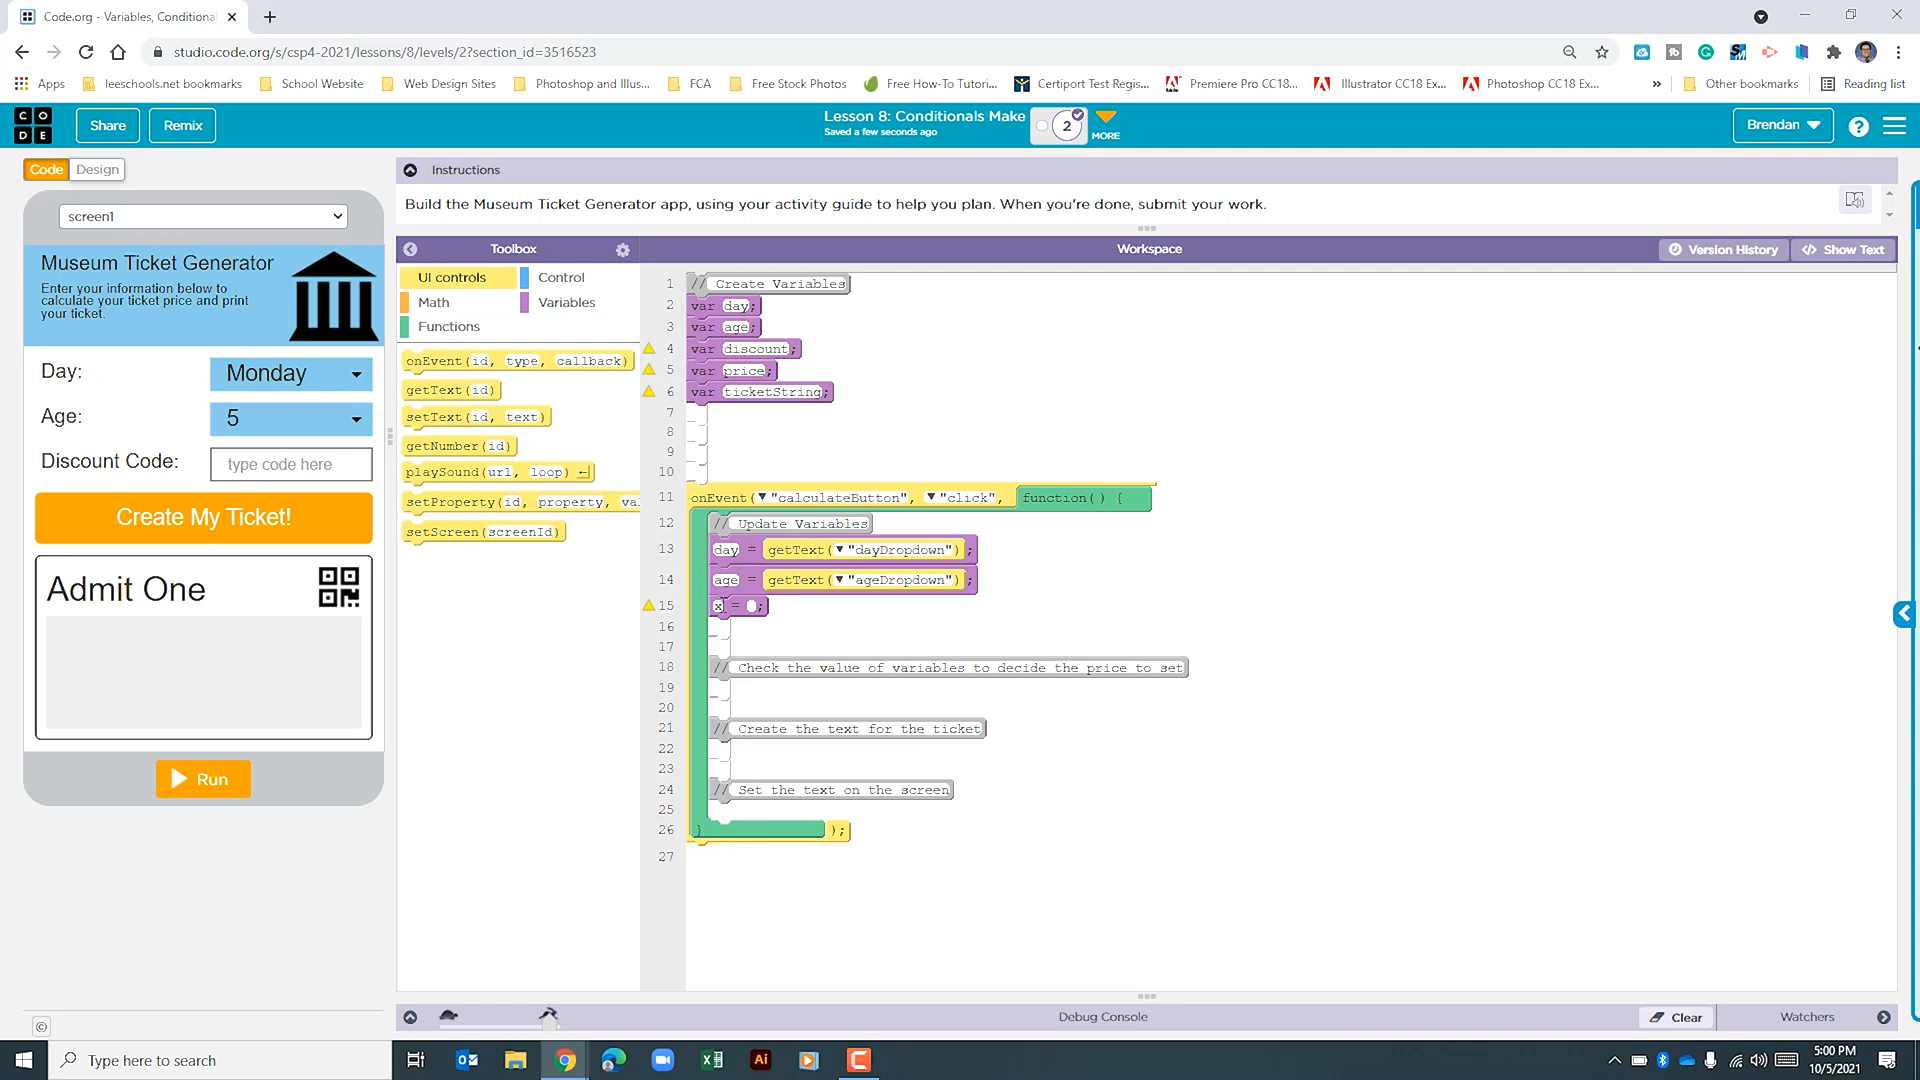 Code.org - Variables, Conditiona
studio.code.org/s/csp4-2021/lessons/8/levels/2?section_id=3516523
Apps leeschools.net bookmarks School Website Web Design Sites Photoshop and Illus... FCA Free Stock Photos Free How-To Tutori... Certiport Test Regis... Premiere Pro CC18... Illustrator CC18 Ex... Photoshop CC18 Ex... » Other bookmarks Reading list
CODE Share Remix Lesson 8: Conditionals Make 2 MORE Brendan ?
Saved a few seconds ago
Code Design
Instructions
screen1
Build the Museum Ticket Generator app, using your activity guide to help you plan. When you're done, submit your work.
Museum Ticket Generator
Enter your information below to
calculate your ticket price and print
your ticket.
Day: Monday
Age: 5
Discount Code: type code here
Create My Ticket!
Admit One
Run
Toolbox
UI controls Control
Math Variables
Functions
onEvent(id, type, callback)
getText(id)
setText(id, text)
getNumber(id)
playSound(url, loop)
setProperty(id, property, val
setScreen(screenId)
Workspace Version History </> Show Text
1 // Create Variables
2 var day;
3 var age;
4 var discount;
5 var price;
6 var ticketString;
7
8
9
10
11 onEvent("calculateButton", "click", function( ) {
12 // Update Variables
13 day = getText("dayDropdown");
14 age = getText("ageDropdown");
15 x = ;
16
17
18 // Check the value of variables to decide the price to set
19
20
21 // Create the text for the ticket
22
23
24 // Set the text on the screen
25
26 } );
27
Debug Console Clear Watchers
©
Type here to search
5:00 PM
10/5/2021